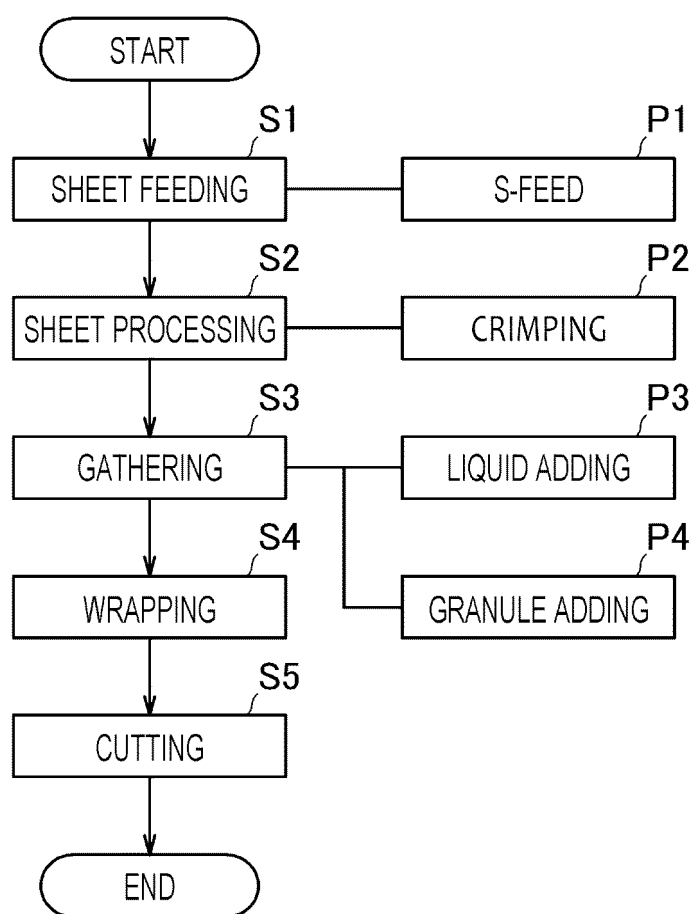 START
S1
P1
SHEET FEEDING
S-FEED
S2
P2
SHEET PROCESSING
CRIMPING
S3
P3
GATHERING
LIQUID ADDING
S4
P4
WRAPPING
GRANULE ADDING
S5
CUTTING
END